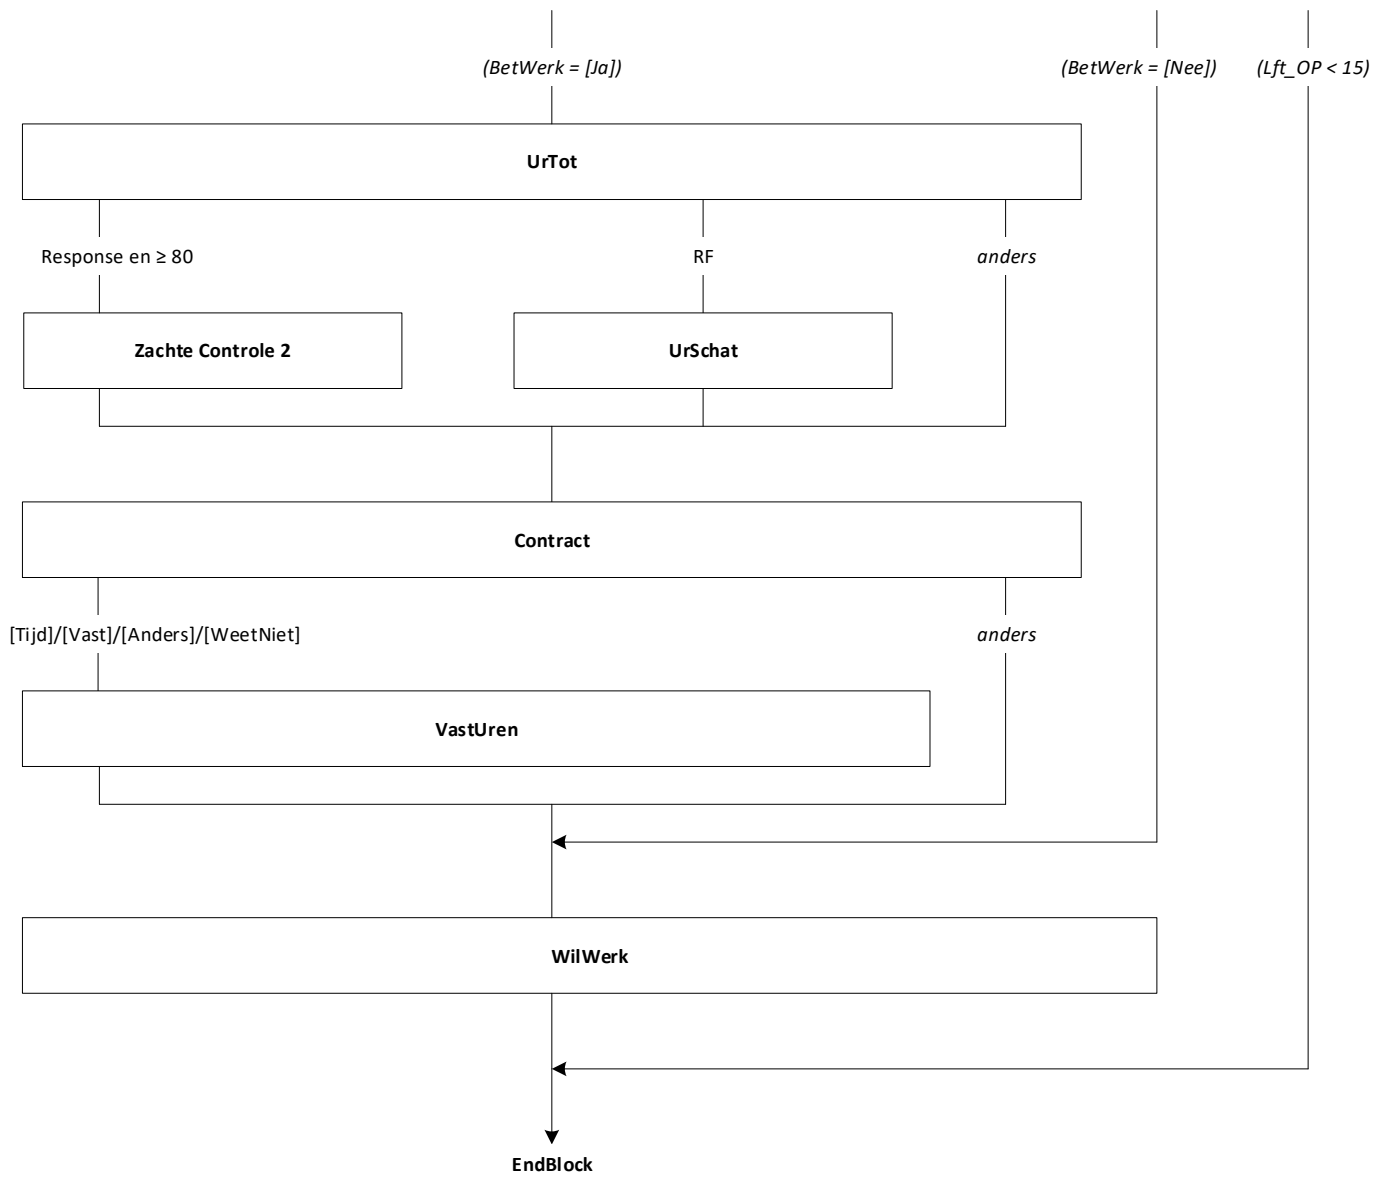 (BetWerk = [Ja])
(BetWerk = [Nee])
(Lft_OP < 15)
UrTot
Response en ≥ 80
RF
anders
Zachte Controle 2
UrSchat
Contract
[Tijd]/[Vast]/[Anders]/[WeetNiet]
anders
VastUren
WilWerk
EndBlock